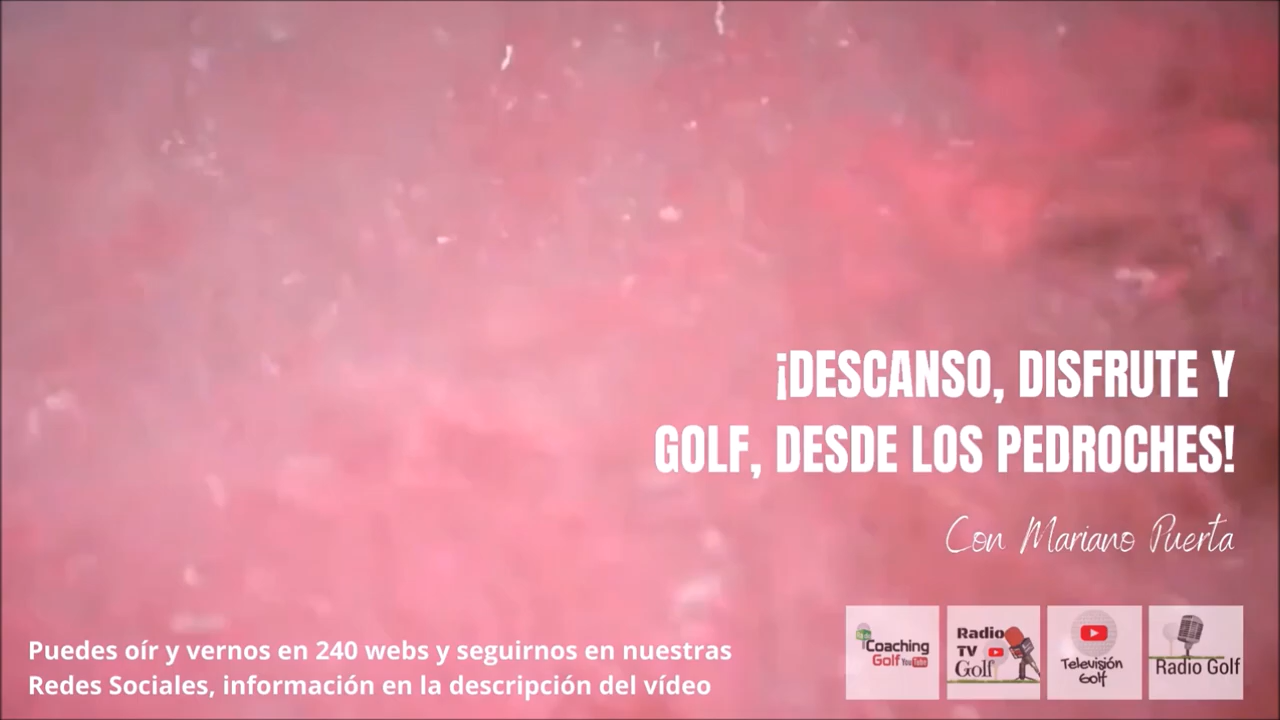 ¡DESCANSO, DISFRUTE Y
GOLF, DESDE LOS PEDROCHES!
Con Mariano Puerta
Puedes oír y vernos en 240 webs y seguirnos en nuestras
Redes Sociales, información en la descripción del vídeo
Coaching
Golf YouTube
Radio
TV
Golf
Televisión
Golf
Radio Golf